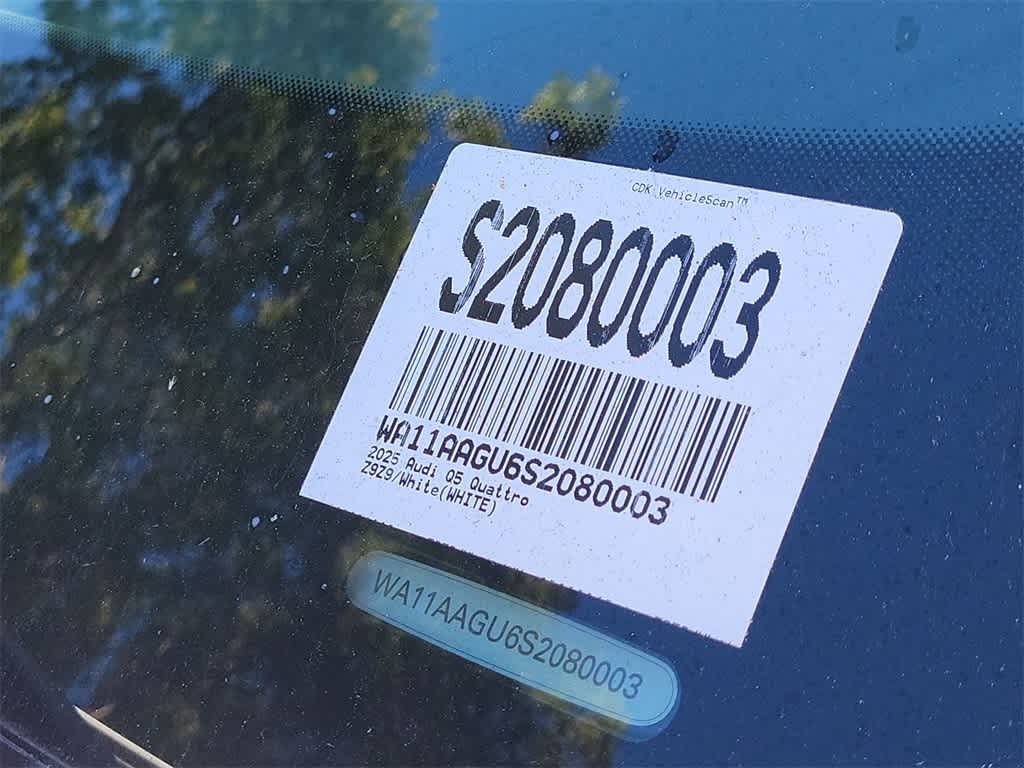 CDK VehicleScan™
S2080003
WA11AAGU6S2080003
2025 Audi Q5 Quattro
Z9Z9/White(WHITE)
WA11AAGU6S2080003